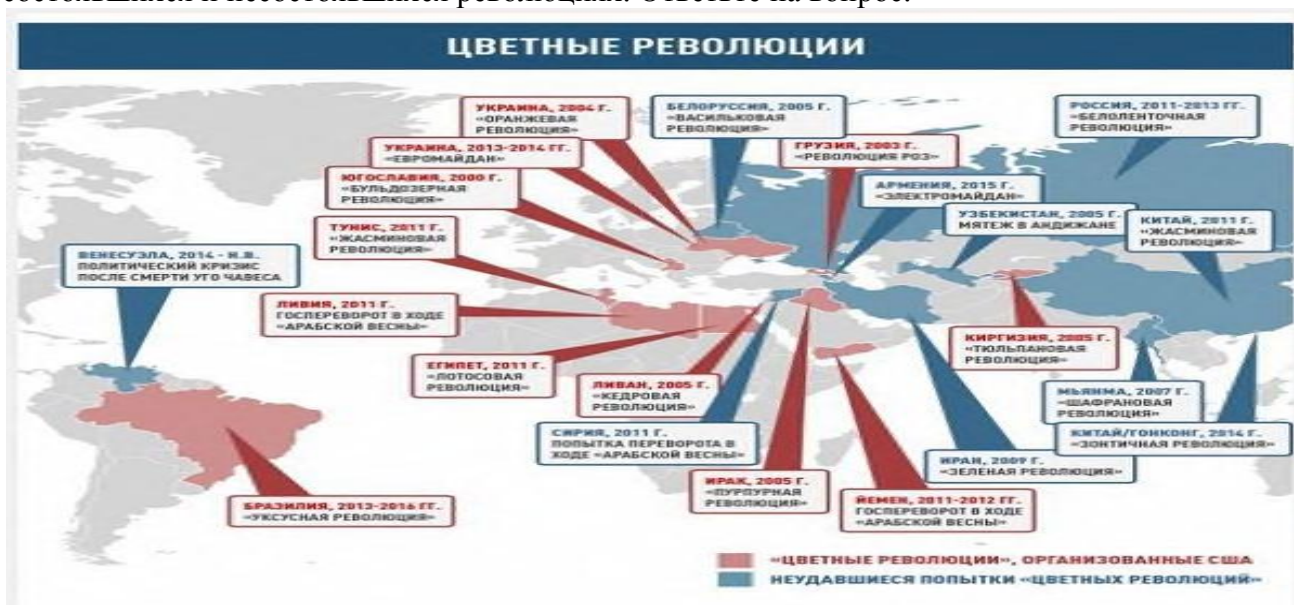 состоявшихся и несостоявшихся революциях. Ответьте на вопрос:
ЦВЕТНЫЕ РЕВОЛЮЦИИ
УКРАИНА, 2004 Г.
«ОРАНЖЕВАЯ
РЕВОЛЮЦИЯ»
БЕЛОРУССИЯ, 2005 Г.
«ВАСИЛЬКОВАЯ
РЕВОЛЮЦИЯ»
РОССИЯ, 2011-2013 ГГ.
«БЕЛОЛЕНТОЧНАЯ
РЕВОЛЮЦИЯ»
УКРАИНА, 2013-2014 ГГ.
«ЕВРОМАЙДАН»
ГРУЗИЯ, 2003 Г.
«РЕВОЛЮЦИЯ РОЗ»
ЮГОСЛАВИЯ, 2000 Г.
«БУЛЬДОЗЕРНАЯ
РЕВОЛЮЦИЯ»
АРМЕНИЯ, 2015 Г.
«ЭЛЕКТРОМАЙДАН»
УЗБЕКИСТАН, 2005 Г.
МЯТЕЖ В АНДИЖАНЕ
КИТАЙ, 2011 Г.
«ЖАСМИНОВАЯ
РЕВОЛЮЦИЯ»
ТУНИС, 2011 Г.
«ЖАСМИНОВАЯ
РЕВОЛЮЦИЯ»
ВЕНЕСУЭЛА, 2014 - Н.В.
ПОЛИТИЧЕСКИЙ КРИЗИС
ПОСЛЕ СМЕРТИ УГО ЧАВЕСА
ЛИВИЯ, 2011 Г.
ГОСПЕРЕВОРОТ В ХОДЕ
«АРАБСКОЙ ВЕСНЫ»
КИРГИЗИЯ, 2005 Г.
«ТЮЛЬПАНОВАЯ
РЕВОЛЮЦИЯ»
ЕГИПЕТ, 2011 Г.
«ЛОТОСОВАЯ
РЕВОЛЮЦИЯ»
ЛИВАН, 2005 Г.
«КЕДРОВАЯ
РЕВОЛЮЦИЯ»
МЬЯНМА, 2007 Г.
«ШАФРАНОВАЯ
РЕВОЛЮЦИЯ»
СИРИЯ, 2011 Г.
ПОПЫТКА ПЕРЕВОРОТА В
ХОДЕ «АРАБСКОЙ ВЕСНЫ»
КИТАЙ/ГОНКОНГ, 2014 Г.
«ЗОНТИЧНАЯ РЕВОЛЮЦИЯ»
ИРАН, 2009 Г.
«ЗЕЛЕНАЯ РЕВОЛЮЦИЯ»
ИРАК, 2005 Г.
«ПУРПУРНАЯ
РЕВОЛЮЦИЯ»
ЙЕМЕН, 2011-2012 ГГ.
ГОСПЕРЕВОРОТ В ХОДЕ
«АРАБСКОЙ ВЕСНЫ»
БРАЗИЛИЯ, 2013-2016 ГГ.
«УКСУСНАЯ РЕВОЛЮЦИЯ»
«ЦВЕТНЫЕ РЕВОЛЮЦИИ», ОРГАНИЗОВАННЫЕ США
НЕУДАВШИЕСЯ ПОПЫТКИ «ЦВЕТНЫХ РЕВОЛЮЦИЙ»